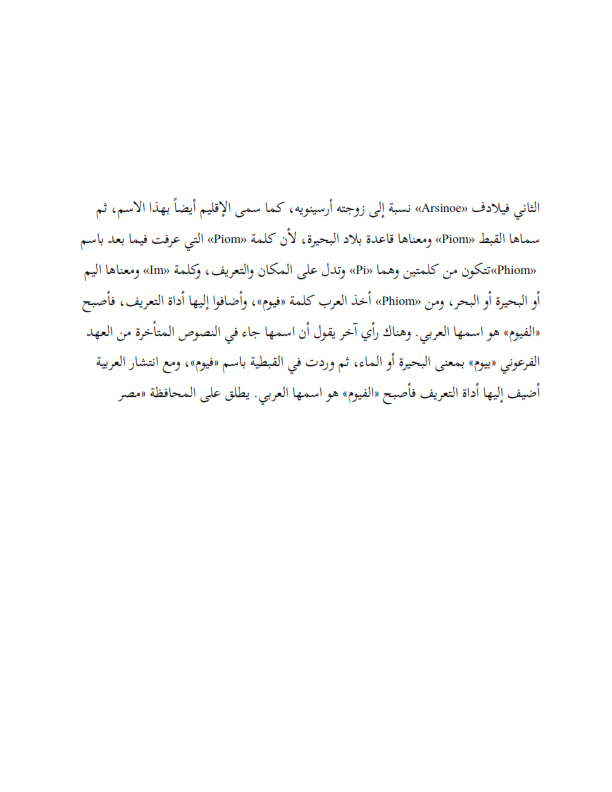 الثاني فيلادف «Arsinoe» نسبة إلى زوجته أرسينويه، كما سمى الإقليم أيضاً بهذا الاسم، ثم
سماها القبط «Piom» ومعناها قاعدة بلاد البحيرة، لأن كلمة «Piom» التي عرفت فيما بعد باسم
«Phiom»تتكون من كلمتين وهما «Pi» وتدل على المكان والتعريف، وكلمة «Im» ومعناها اليم
أو البحيرة أو البحر، ومن «Phiom» أخذ العرب كلمة «فيوم»، وأضافوا إليها أداة التعريف، فأصبح
«الفيوم» هو اسمها العربي. وهناك رأي آخر يقول أن اسمها جاء في النصوص المتأخرة من العهد
الفرعوني «بيوم» بمعنى البحيرة أو الماء، ثم وردت في القبطية باسم «فيوم»، ومع انتشار العربية
أضيف إليها أداة التعريف فأصبح «الفيوم» هو اسمها العربي. يطلق على المحافظة «مصر